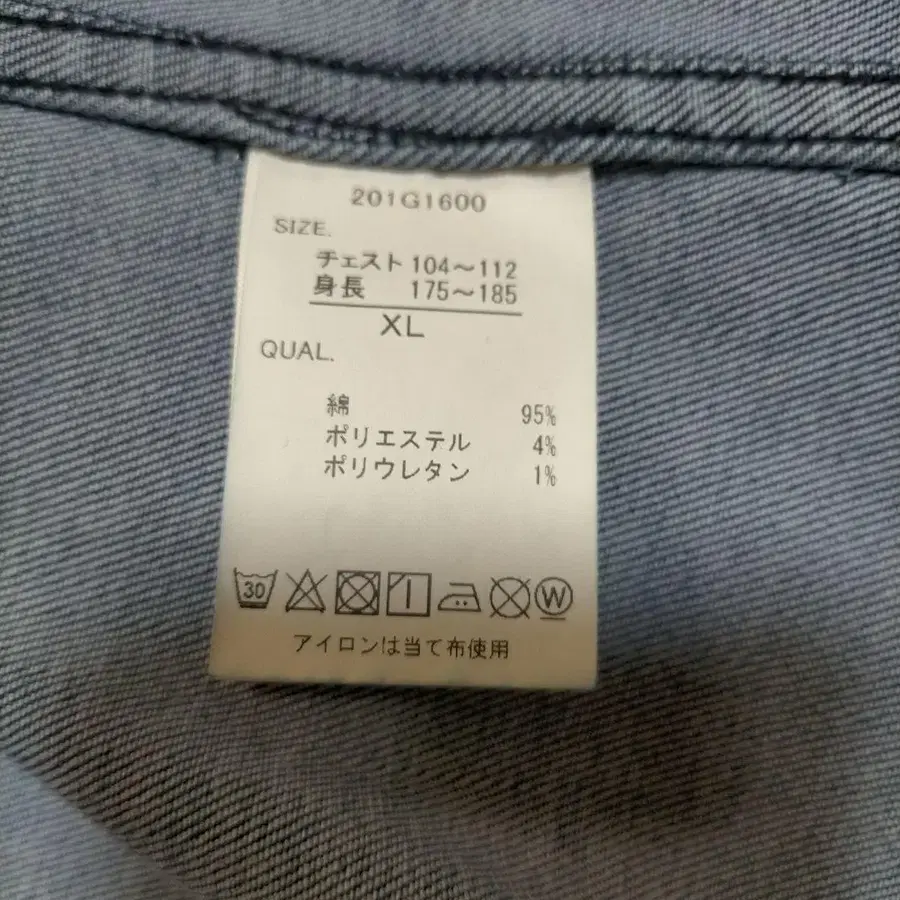 201G1600
SIZE.
チェスト 104〜112
身長 175〜185
XL
QUAL.
綿 95%
ポリエステル 4%
ポリウレタン 1%
30 W
アイロンは当て布使用